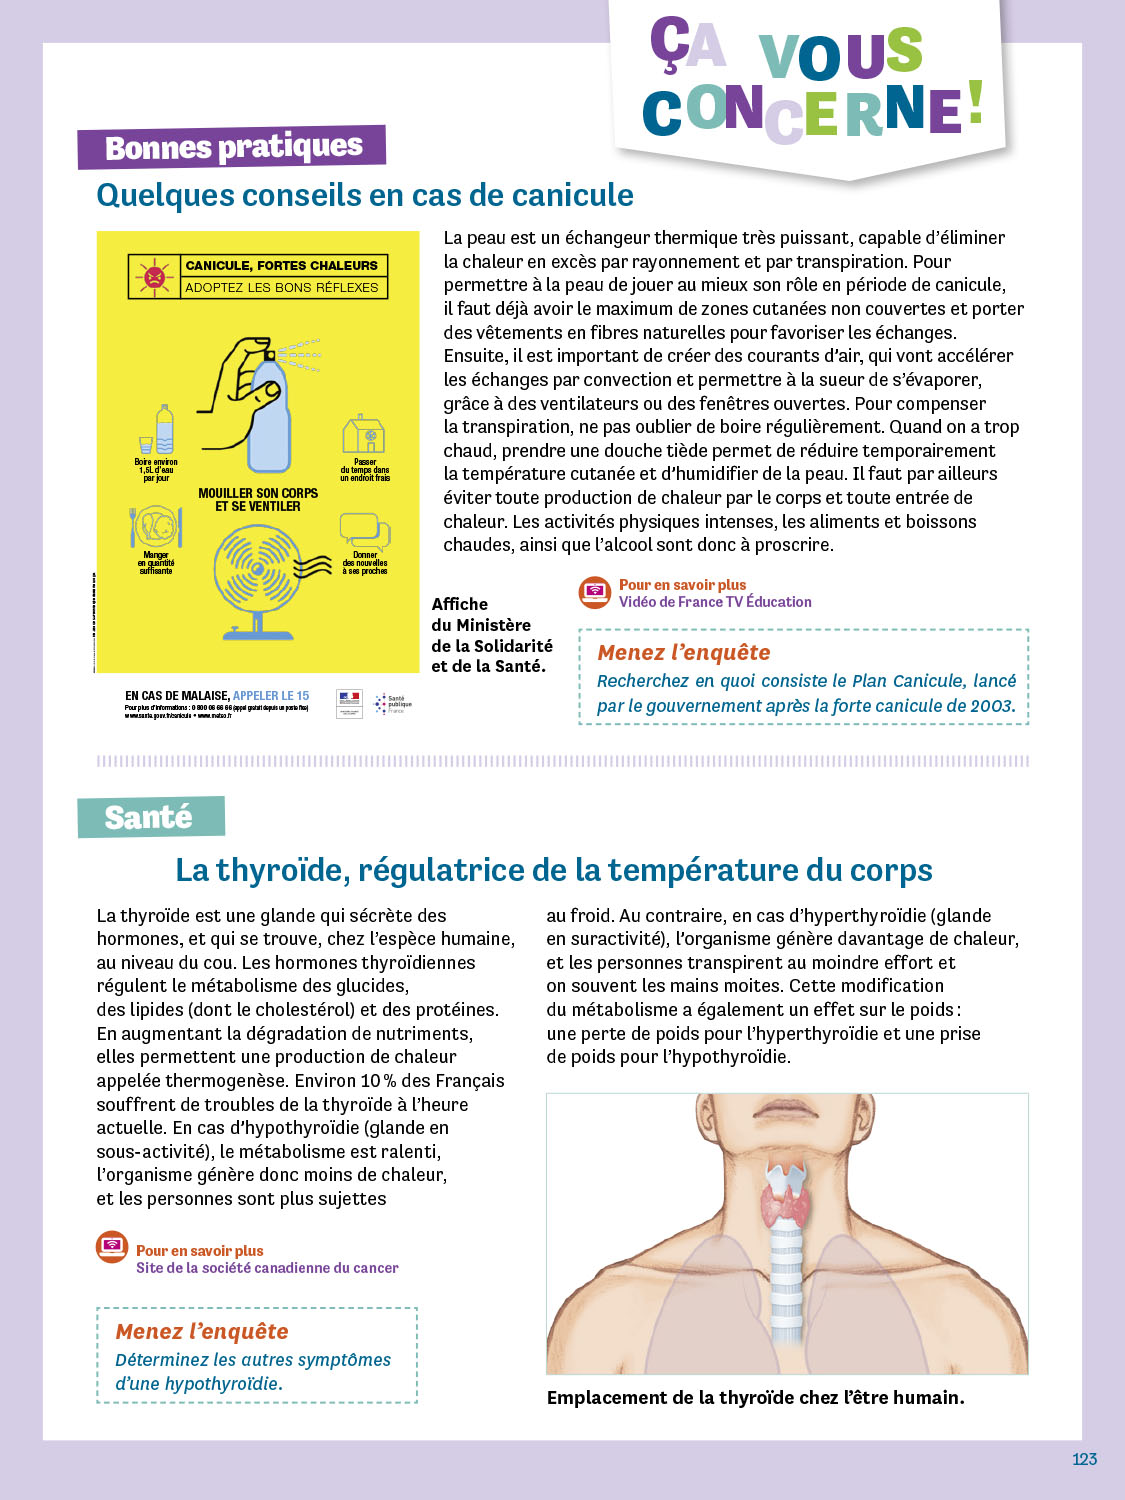 ÇA VOUS
CONCERNE!
Bonnes pratiques
Quelques conseils en cas de canicule
CANICULE, FORTES CHALEURS
ADOPTEZ LES BONS RÉFLEXES
Boire environ
1,5L d'eau
par jour
Passer
du temps dans
un endroit frais
MOUILLER SON CORPS
ET SE VENTILER
Manger
en quantité
suffisante
Donner
des nouvelles
à ses proches
EN CAS DE MALAISE, APPELER LE 15
Pour plus d'informations : 0 800 06 66 66 (appel gratuit depuis un poste fixe)
www.sante.gouv.fr/canicule • www.meteo.fr
Santé
publique
France
La peau est un échangeur thermique très puissant, capable d'éliminer
la chaleur en excès par rayonnement et par transpiration. Pour
permettre à la peau de jouer au mieux son rôle en période de canicule,
il faut déjà avoir le maximum de zones cutanées non couvertes et porter
des vêtements en fibres naturelles pour favoriser les échanges.
Ensuite, il est important de créer des courants d'air, qui vont accélérer
les échanges par convection et permettre à la sueur de s'évaporer,
grâce à des ventilateurs ou des fenêtres ouvertes. Pour compenser
la transpiration, ne pas oublier de boire régulièrement. Quand on a trop
chaud, prendre une douche tiède permet de réduire temporairement
la température cutanée et d'humidifier de la peau. Il faut par ailleurs
éviter toute production de chaleur par le corps et toute entrée de
chaleur. Les activités physiques intenses, les aliments et boissons
chaudes, ainsi que l'alcool sont donc à proscrire.
Affiche
du Ministère
de la Solidarité
et de la Santé.
Pour en savoir plus
Vidéo de France TV Éducation
Menez l'enquête
Recherchez en quoi consiste le Plan Canicule, lancé
par le gouvernement après la forte canicule de 2003.
Santé
La thyroïde, régulatrice de la température du corps
La thyroïde est une glande qui sécrète des
hormones, et qui se trouve, chez l'espèce humaine,
au niveau du cou. Les hormones thyroïdiennes
régulent le métabolisme des glucides,
des lipides (dont le cholestérol) et des protéines.
En augmentant la dégradation de nutriments,
elles permettent une production de chaleur
appelée thermogenèse. Environ 10 % des Français
souffrent de troubles de la thyroïde à l'heure
actuelle. En cas d'hypothyroïdie (glande en
sous-activité), le métabolisme est ralenti,
l'organisme génère donc moins de chaleur,
et les personnes sont plus sujettes
au froid. Au contraire, en cas d'hyperthyroïdie (glande
en suractivité), l'organisme génère davantage de chaleur,
et les personnes transpirent au moindre effort et
on souvent les mains moites. Cette modification
du métabolisme a également un effet sur le poids :
une perte de poids pour l'hyperthyroïdie et une prise
de poids pour l'hypothyroïdie.
Pour en savoir plus
Site de la société canadienne du cancer
Menez l'enquête
Déterminez les autres symptômes
d'une hypothyroïdie.
Emplacement de la thyroïde chez l'être humain.
123